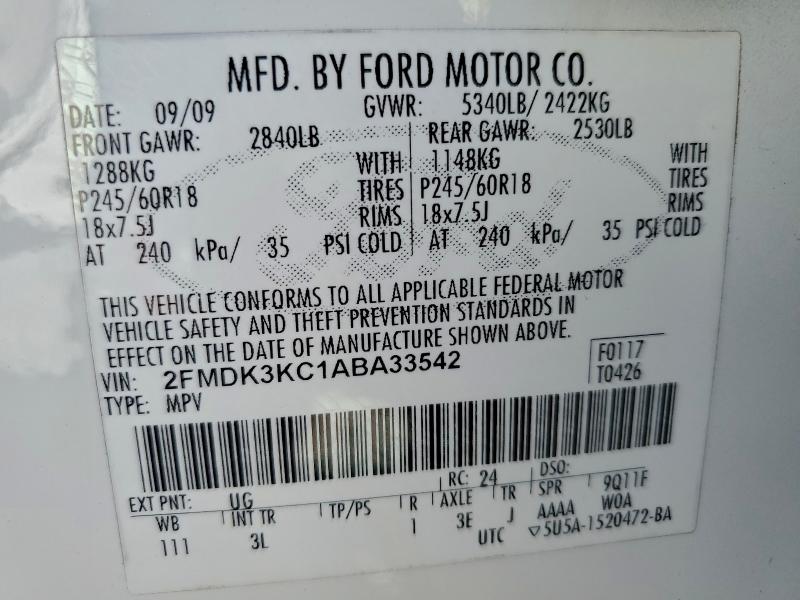 MFD. BY FORD MOTOR CO.
DATE: 09/09 GVWR: 5340LB/ 2422KG
FRONT GAWR: 2840LB REAR GAWR: 2530LB
1288KG WITH 1148KG WITH
P245/60R18 TIRES P245/60R18 TIRES
18x7.5J RIMS 18x7.5J RIMS
AT 240 kPa/ 35 PSI COLD AT 240 kPa/ 35 PSI COLD
THIS VEHICLE CONFORMS TO ALL APPLICABLE FEDERAL MOTOR
VEHICLE SAFETY AND THEFT PREVENTION STANDARDS IN
EFFECT ON THE DATE OF MANUFACTURE SHOWN ABOVE.
VIN: 2FMDK3KC1ABA33542 F0117
TYPE: MPV T0426
EXT PNT: UG RC: 24 DSO:
WB INT TR TP/PS R AXLE TR SPR 9Q11F
111 3L 1 3E J AAAA W0A
UTC ▽5U5A-1520472-BA